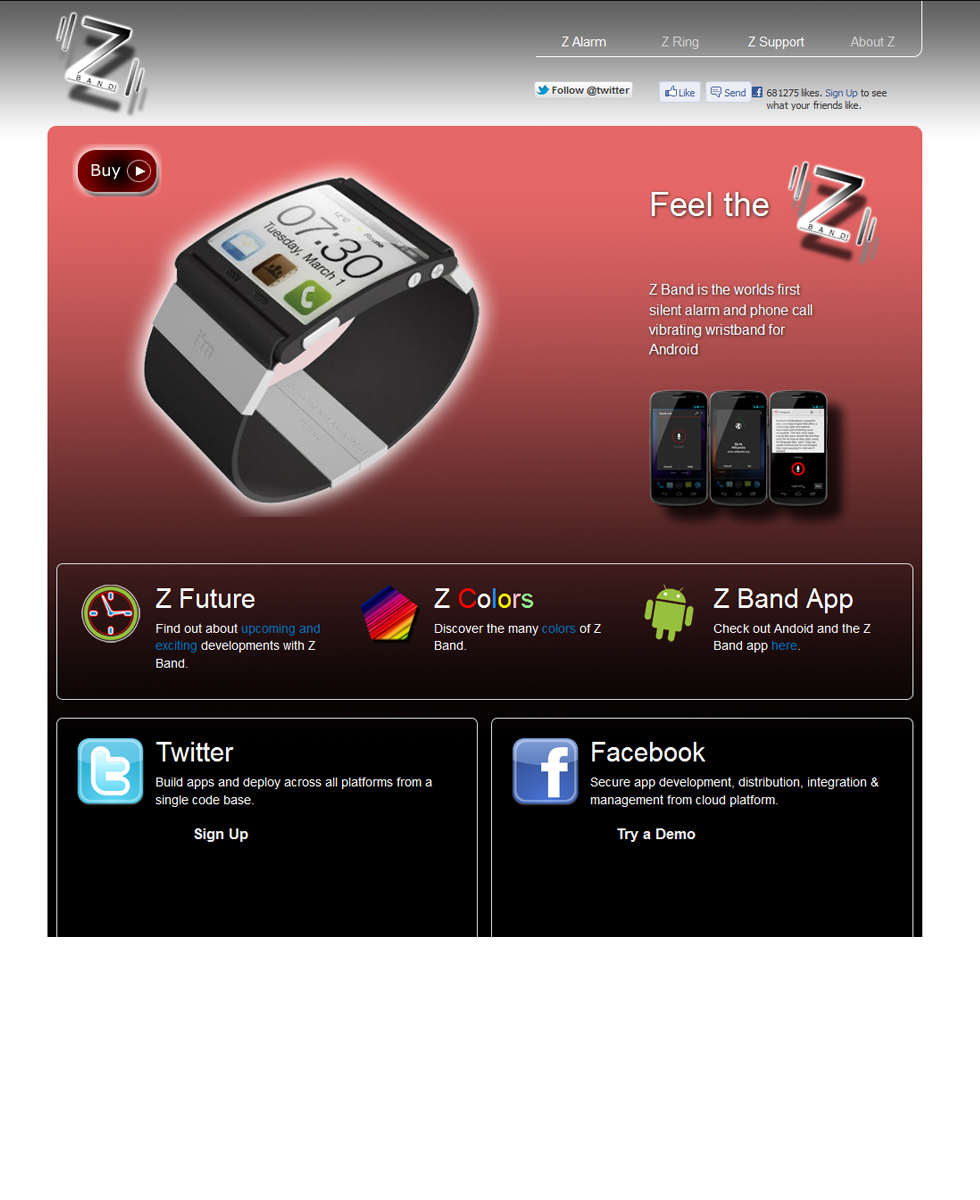 Z
BAND!
Z Alarm
Z Ring
Z Support
About Z
Follow @twitter
Like
Send
681275 likes. Sign Up to see
what your friends like.
Buy
12°C
Route
07:30
Tuesday, March 1
i'm
Feel the
Z
BAND!
Z Band is the worlds first
silent alarm and phone call
vibrating wristband for
Android
Z Future
Find out about upcoming and
exciting developments with Z
Band.
Z Colors
Discover the many colors of Z
Band.
Z Band App
Check out Andoid and the Z
Band app here.
Twitter
Build apps and deploy across all platforms from a
single code base.
Sign Up
Facebook
Secure app development, distribution, integration &
management from cloud platform.
Try a Demo